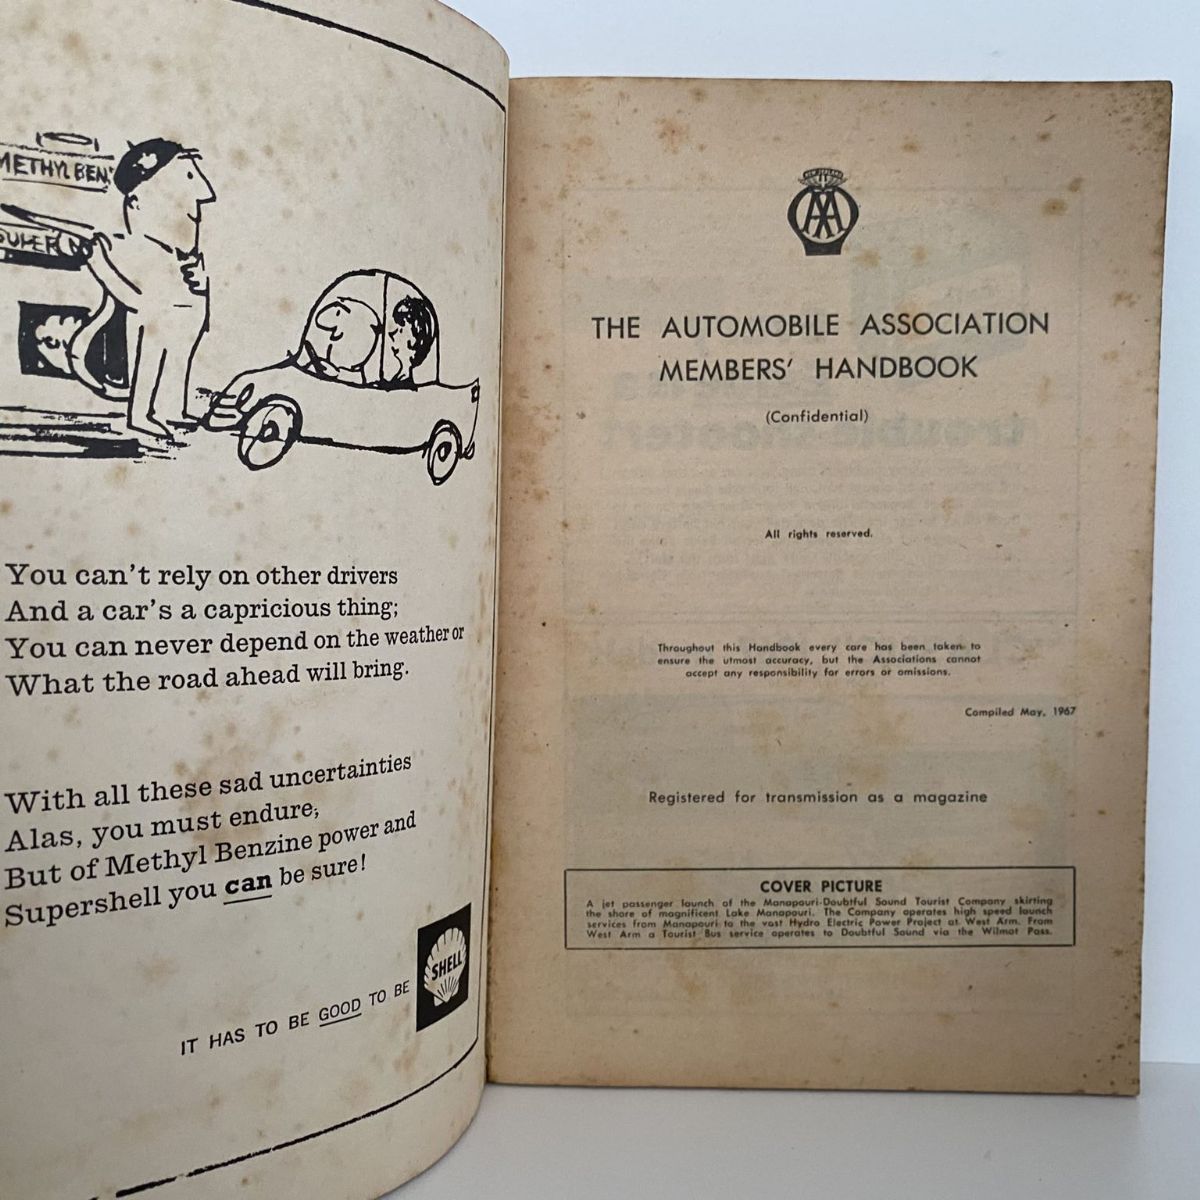 METHYL BEN
SUPER
You can't rely on other drivers
And a car's a capricious thing;
You can never depend on the weather or
What the road ahead will bring.
With all these sad uncertainties
Alas, you must endure;
But of Methyl Benzine power and
Supershell you can be sure!
IT HAS TO BE GOOD TO BE
SHELL
NEW ZEALAND
AA
THE AUTOMOBILE ASSOCIATION
MEMBERS' HANDBOOK
(Confidential)
All rights reserved.
Throughout this Handbook every care has been taken to
ensure the utmost accuracy, but the Associations cannot
accept any responsibility for errors or omissions.
Compiled May, 1967
Registered for transmission as a magazine
COVER PICTURE
A jet passenger launch of the Manapouri-Doubtful Sound Tourist Company skirting
the shore of magnificent Lake Manapouri. The Company operates high speed launch
services from Manapouri to the vast Hydro Electric Power Project at West Arm. From
West Arm a Tourist Bus service operates to Doubtful Sound via the Wilmot Pass.